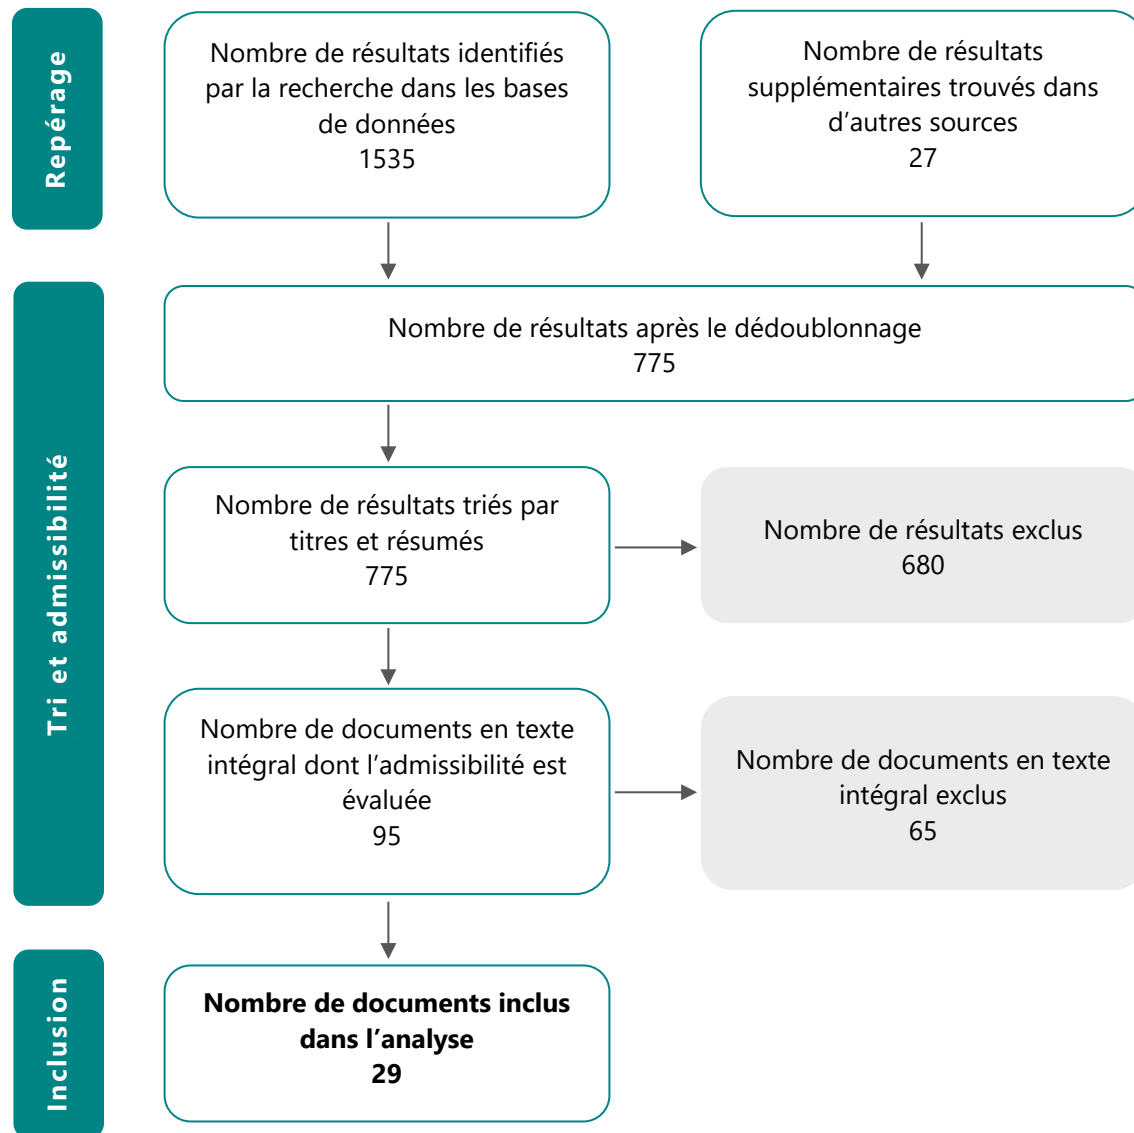 Repérage
Nombre de résultats identifiés
par la recherche dans les bases
de données
1535
Nombre de résultats
supplémentaires trouvés dans
d'autres sources
27
Tri et admissibilité
Nombre de résultats après le dédoublonnage
775
Nombre de résultats triés par
titres et résumés
775
Nombre de résultats exclus
680
Nombre de documents en texte
intégral dont l'admissibilité est
évaluée
95
Nombre de documents en texte
intégral exclus
65
Inclusion
Nombre de documents inclus
dans l'analyse
29